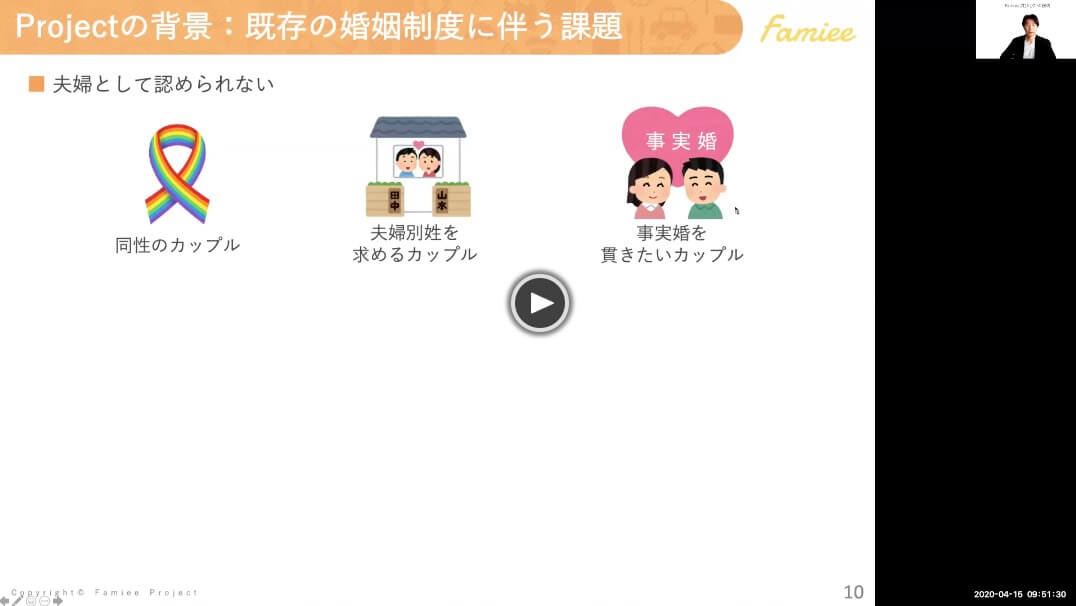 Projectの背景：既存の婚姻制度に伴う課題
Famiee
夫婦として認められない
事実婚
田中
山本
同性のカップル
夫婦別姓を
求めるカップル
事実婚を
貫きたいカップル
Copyright© Famiee Project
10
2020-04-15 09:51:30